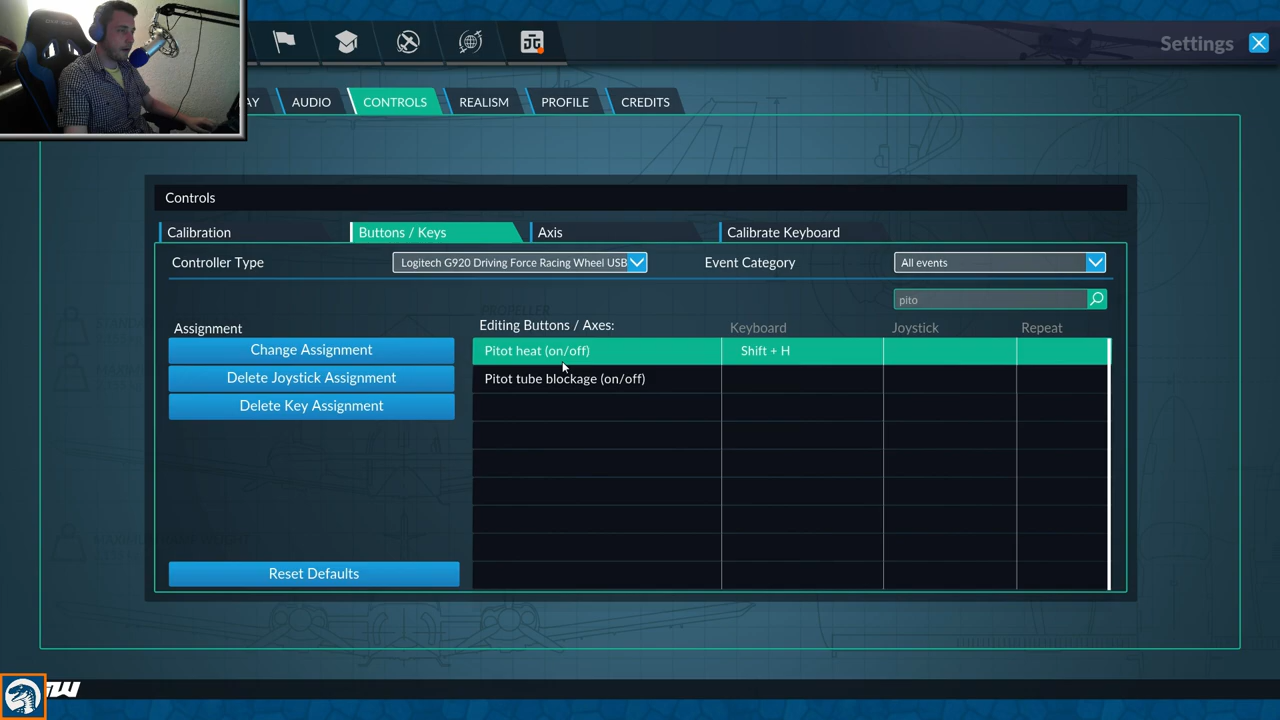 Settings
AY
AUDIO
CONTROLS
REALISM
PROFILE
CREDITS
Controls
Calibration
Buttons / Keys
Axis
Calibrate Keyboard
Controller Type
Logitech G920 Driving Force Racing Wheel USB
Event Category
All events
pito
PROPELLER
Assignment
Editing Buttons / Axes:
Keyboard
Joystick
Repeat
Change Assignment
Pitot heat (on/off)
Shift + H
Delete Joystick Assignment
Pitot tube blockage (on/off)
Delete Key Assignment
Reset Defaults